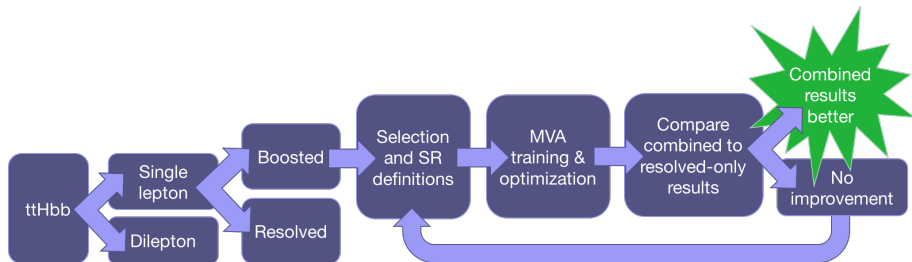 ttHbb
Single
lepton
Dilepton
Boosted
Resolved
Selection
and SR
definitions
MVA
training &
optimization
Compare
combined to
resolved-only
results
Combined
results
better
No
improvement